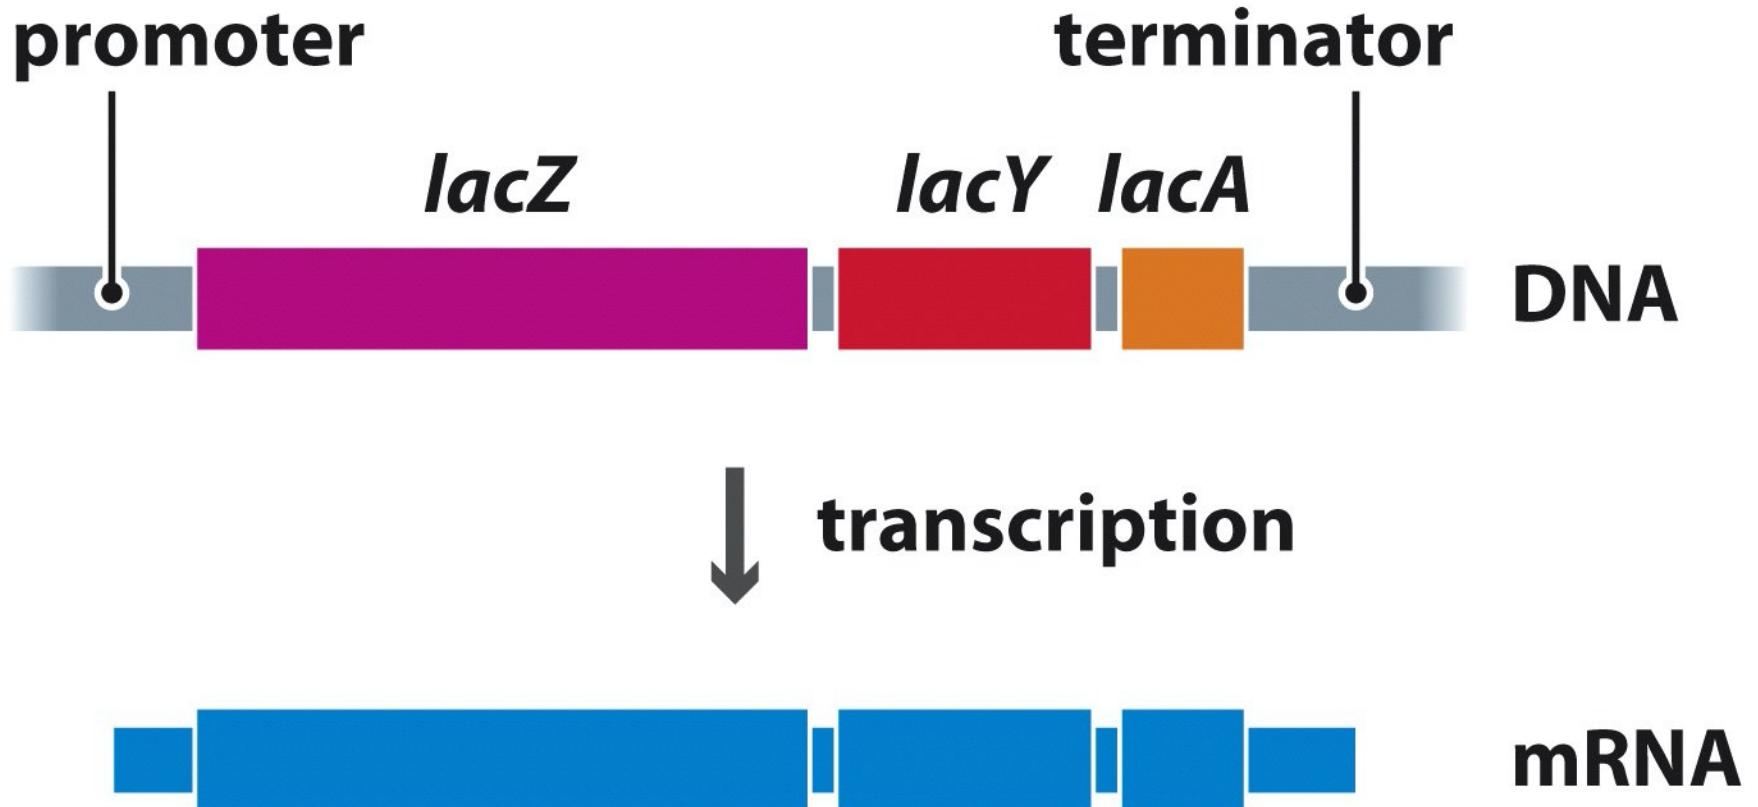 promoter
terminator
lacZ
lacY
lacA
DNA
transcription
mRNA